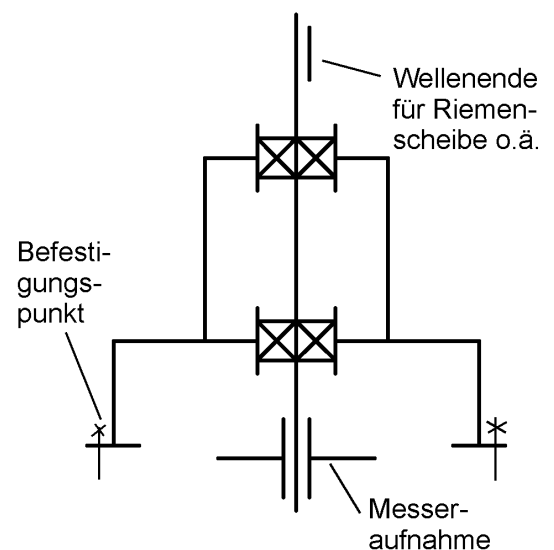 Wellenende
für Riemen-
scheibe o.ä.
Befesti-
gungs-
punkt
Messer-
aufnahme